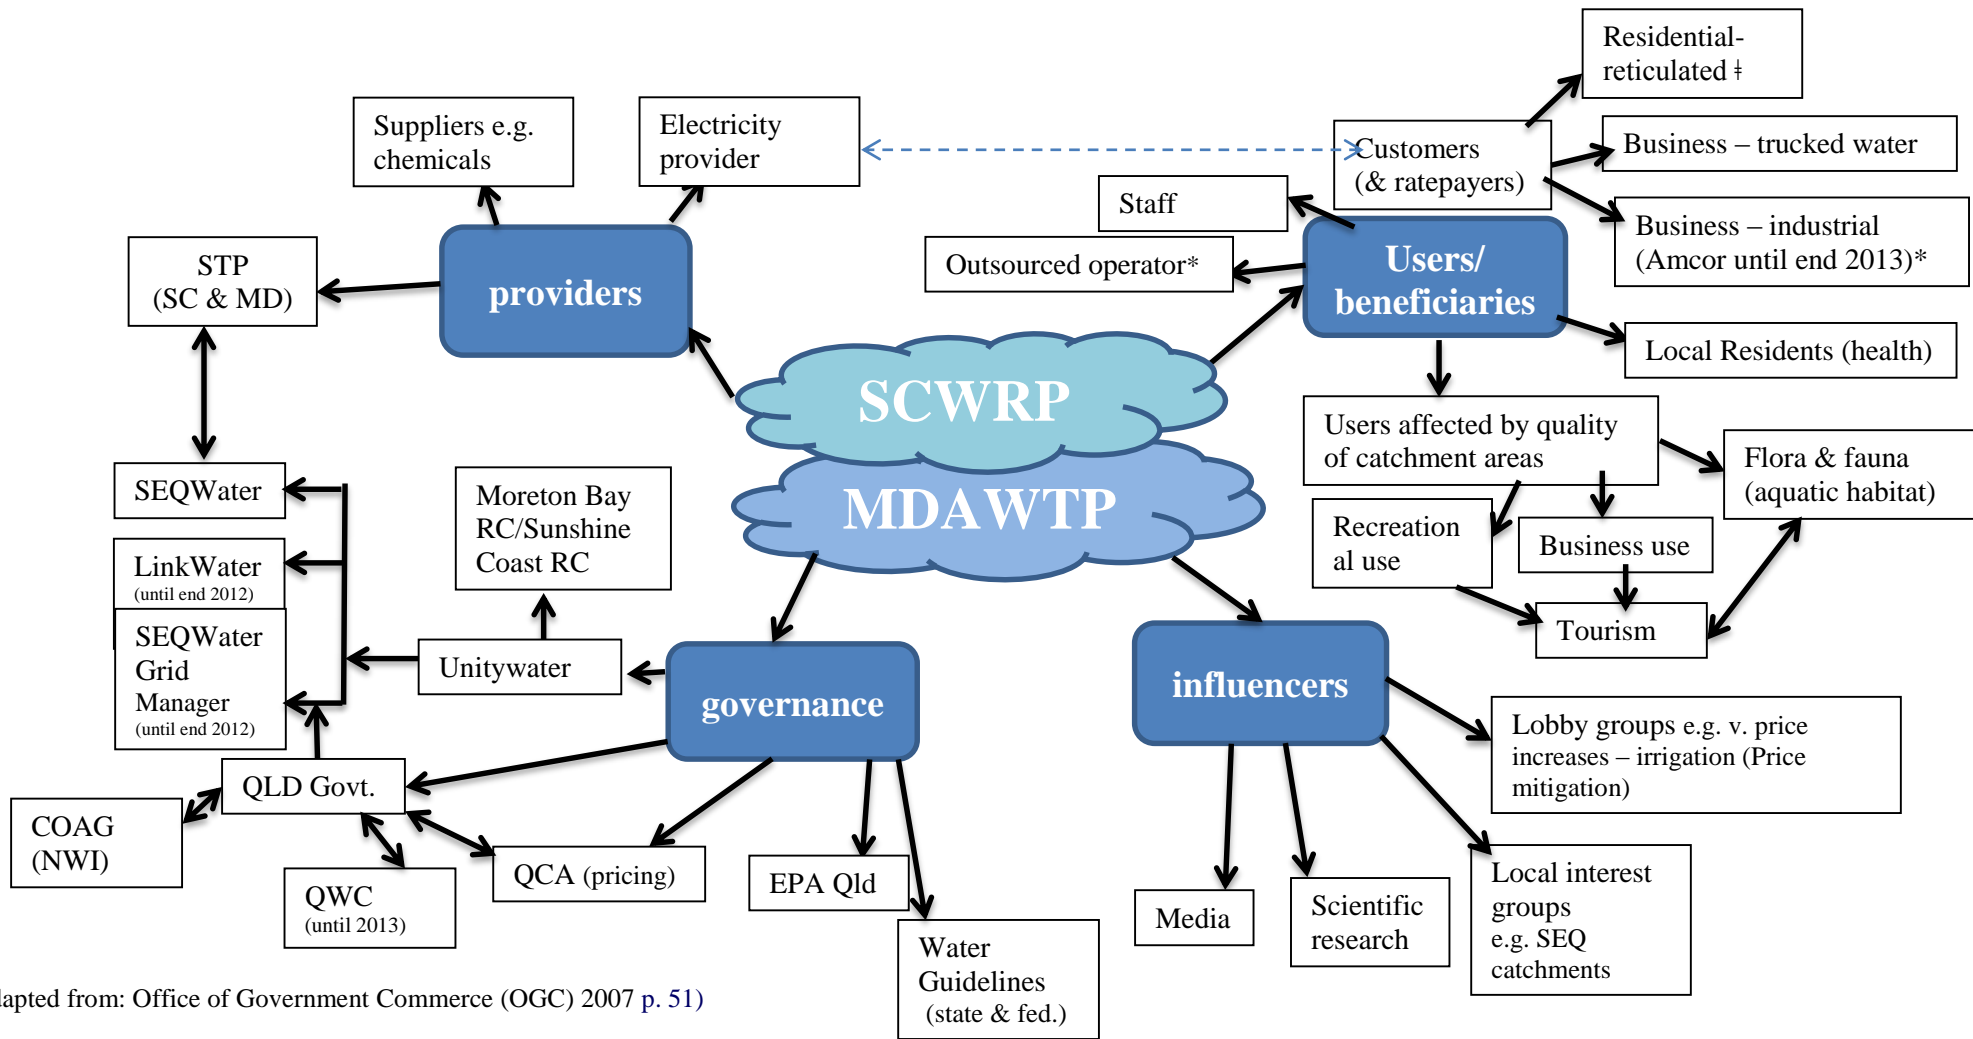 Residential-
reticulated ‡
Suppliers e.g.
chemicals
Electricity
provider
Customers
(& ratepayers)
Business – trucked water
Staff
Business – industrial
(Amcor until end 2013)*
Outsourced operator*
Users/
beneficiaries
STP
(SC & MD)
providers
Local Residents (health)
SCWRP
MDAWTP
Users affected by quality
of catchment areas
Flora & fauna
(aquatic habitat)
Recreation
al use
Business use
Tourism
SEQWater
Moreton Bay
RC/Sunshine
Coast RC
LinkWater
(until end 2012)
SEQWater
Grid
Manager
(until end 2012)
Unitywater
governance
influencers
Lobby groups e.g. v. price
increases – irrigation (Price
mitigation)
QLD Govt.
COAG
(NWI)
QWC
(until 2013)
QCA (pricing)
EPA Qld
Water
Guidelines
(state & fed.)
Media
Scientific
research
Local interest
groups
e.g. SEQ
catchments
dapted from: Office of Government Commerce (OGC) 2007 p. 51)